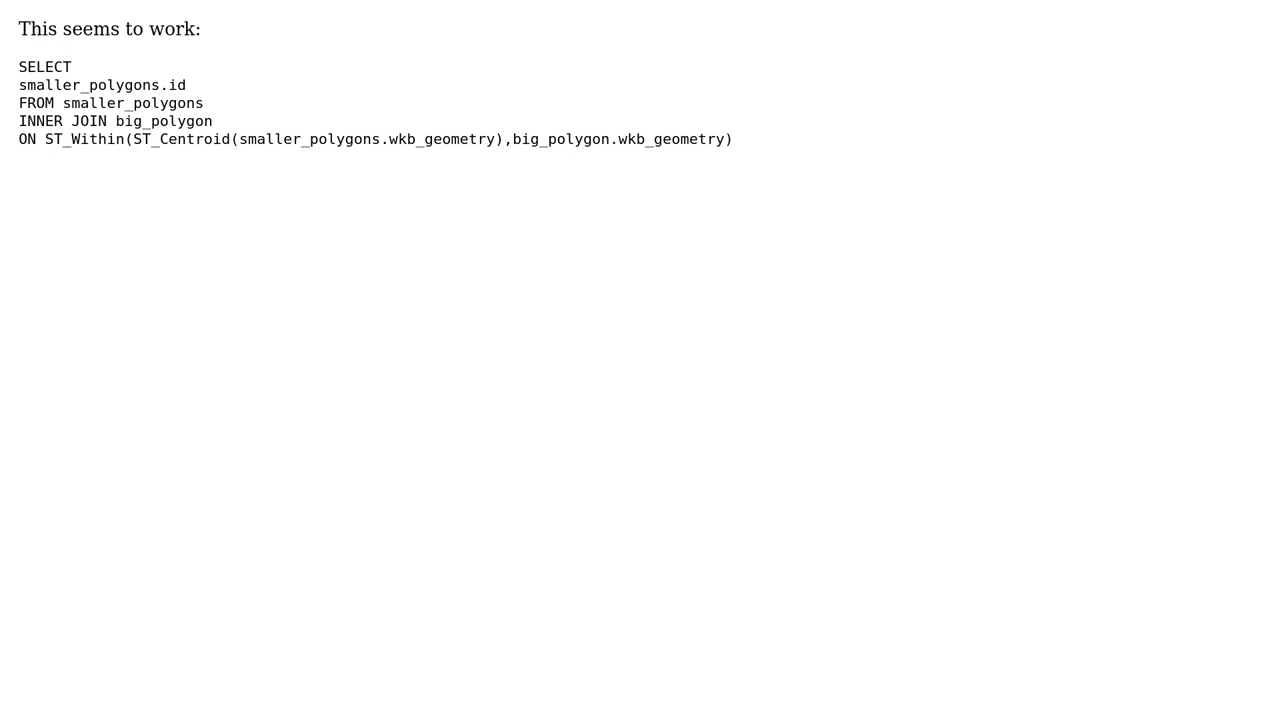 This seems to work:
SELECT
smaller_polygons.id
FROM smaller_polygons
INNER JOIN big_polygon
ON ST_Within(ST_Centroid(smaller_polygons.wkb_geometry),big_polygon.wkb_geometry)